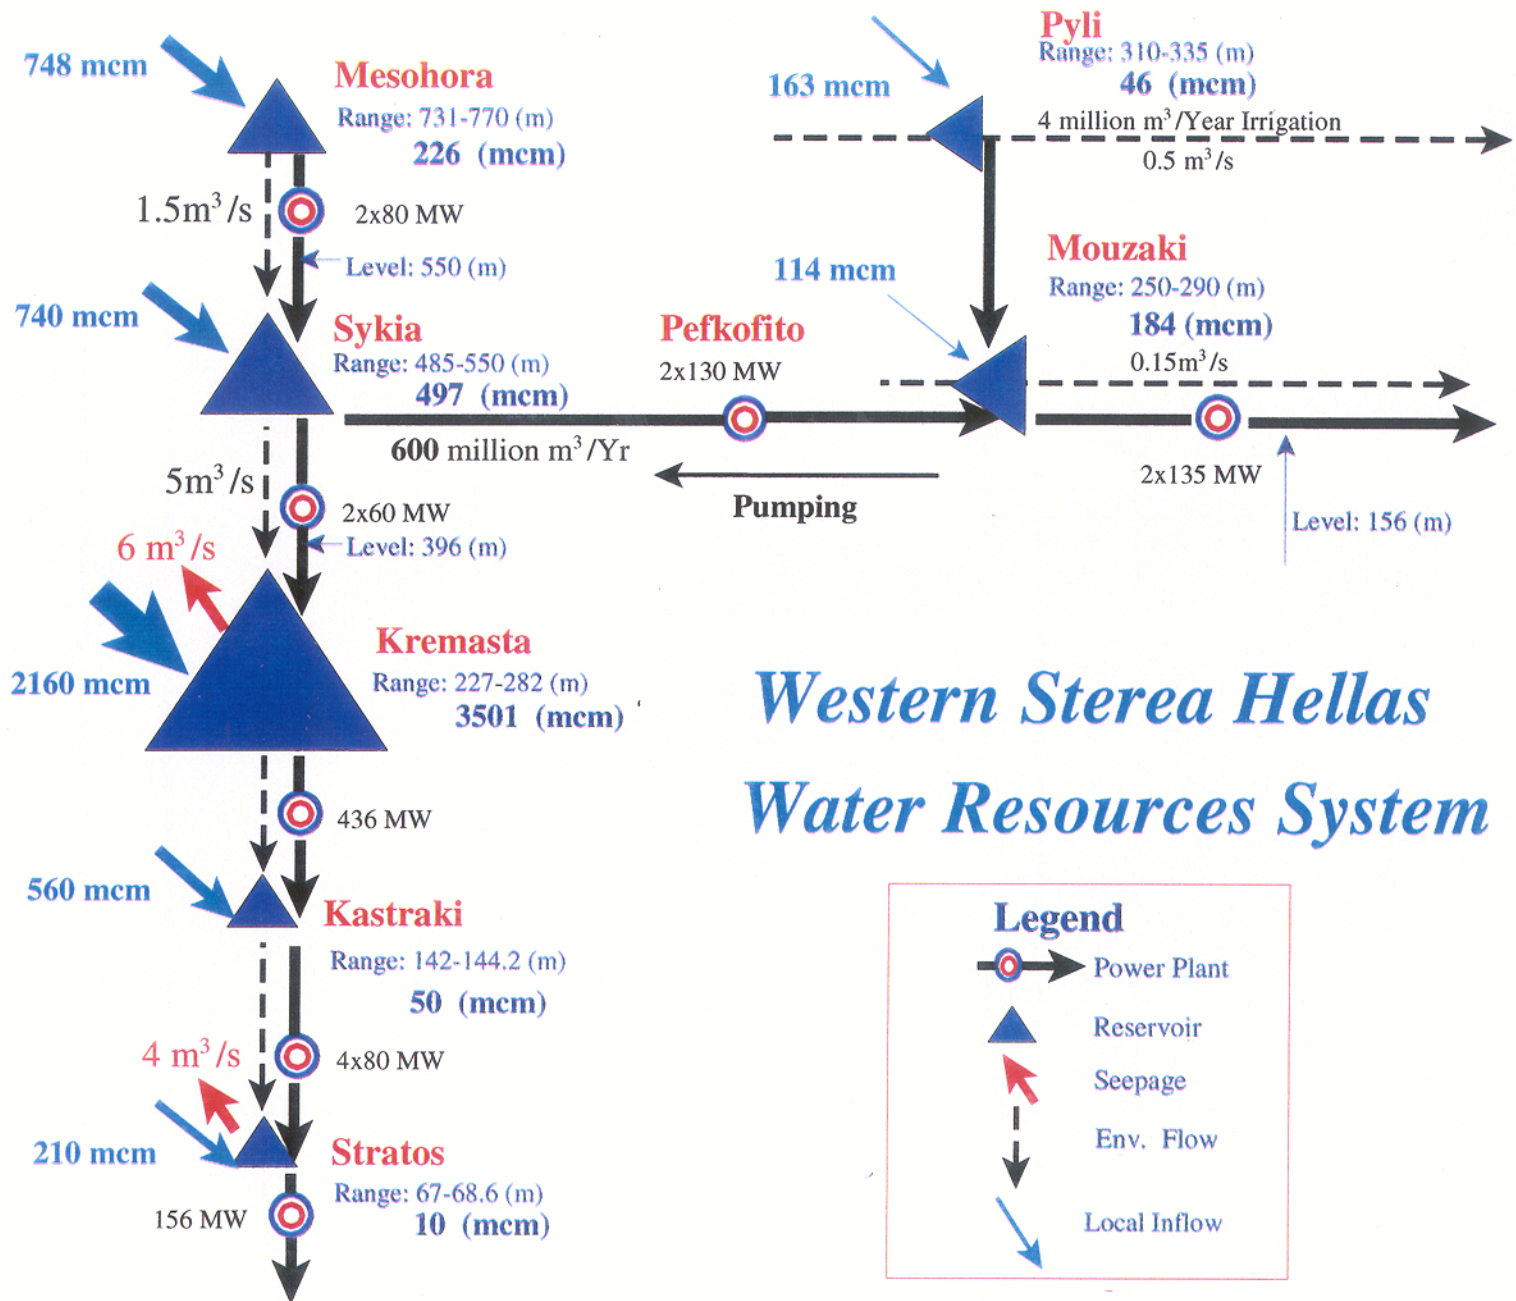 748 mcm
Mesohora
Range: 731-770 (m)
226 (mcm)
1.5m³/s
2x80 MW
Level: 550 (m)
740 mcm
Sykia
Range: 485-550 (m)
497 (mcm)
600 million m³/Yr
5m³/s
2x60 MW
Level: 396 (m)
6 m³/s
2160 mcm
Kremasta
Range: 227-282 (m)
3501 (mcm)
436 MW
560 mcm
Kastraki
Range: 142-144.2 (m)
50 (mcm)
4x80 MW
4 m³/s
210 mcm
Stratos
Range: 67-68.6 (m)
10 (mcm)
156 MW
Pyli
Range: 310-335 (m)
46 (mcm)
163 mcm
4 million m³/Year Irrigation
0.5 m³/s
114 mcm
Mouzaki
Range: 250-290 (m)
184 (mcm)
0.15m³/s
Pefkofito
2x130 MW
Pumping
2x135 MW
Level: 156 (m)
Western Sterea Hellas
Water Resources System
Legend
Power Plant
Reservoir
Seepage
Env. Flow
Local Inflow